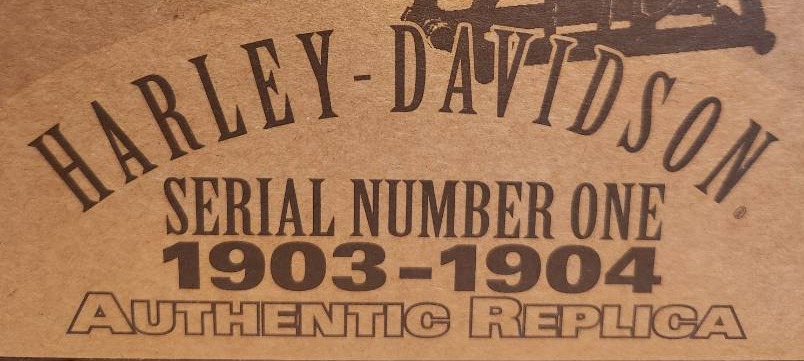 HARLEY-DAVIDSON®
SERIAL NUMBER ONE
1903-1904
AUTHENTIC REPLICA